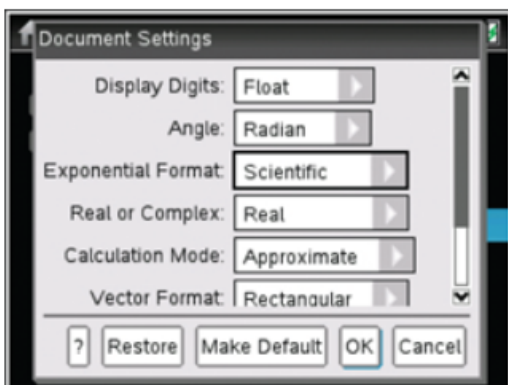 Document Settings
Display Digits: Float
Angle: Radian
Exponential Format: Scientific
Real or Complex: Real
Calculation Mode: Approximate
Vector Format: Rectangular
? Restore Make Default OK Cancel